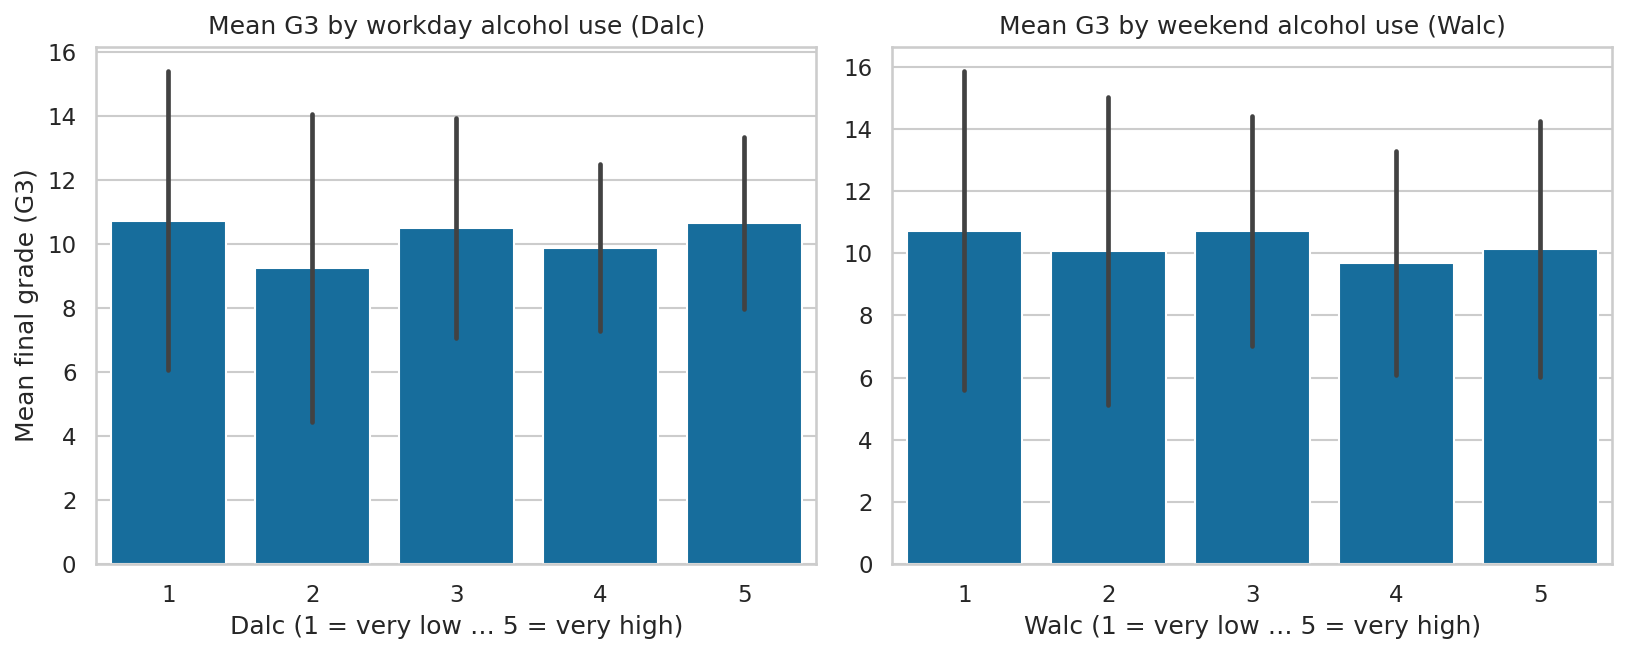 Mean G3 by workday alcohol use (Dalc)
Mean final grade (G3)
16
14
12
10
8
6
4
2
0
1 2 3 4 5
Dalc (1 = very low ... 5 = very high)
Mean G3 by weekend alcohol use (Walc)
16
14
12
10
8
6
4
2
0
1 2 3 4 5
Walc (1 = very low ... 5 = very high)